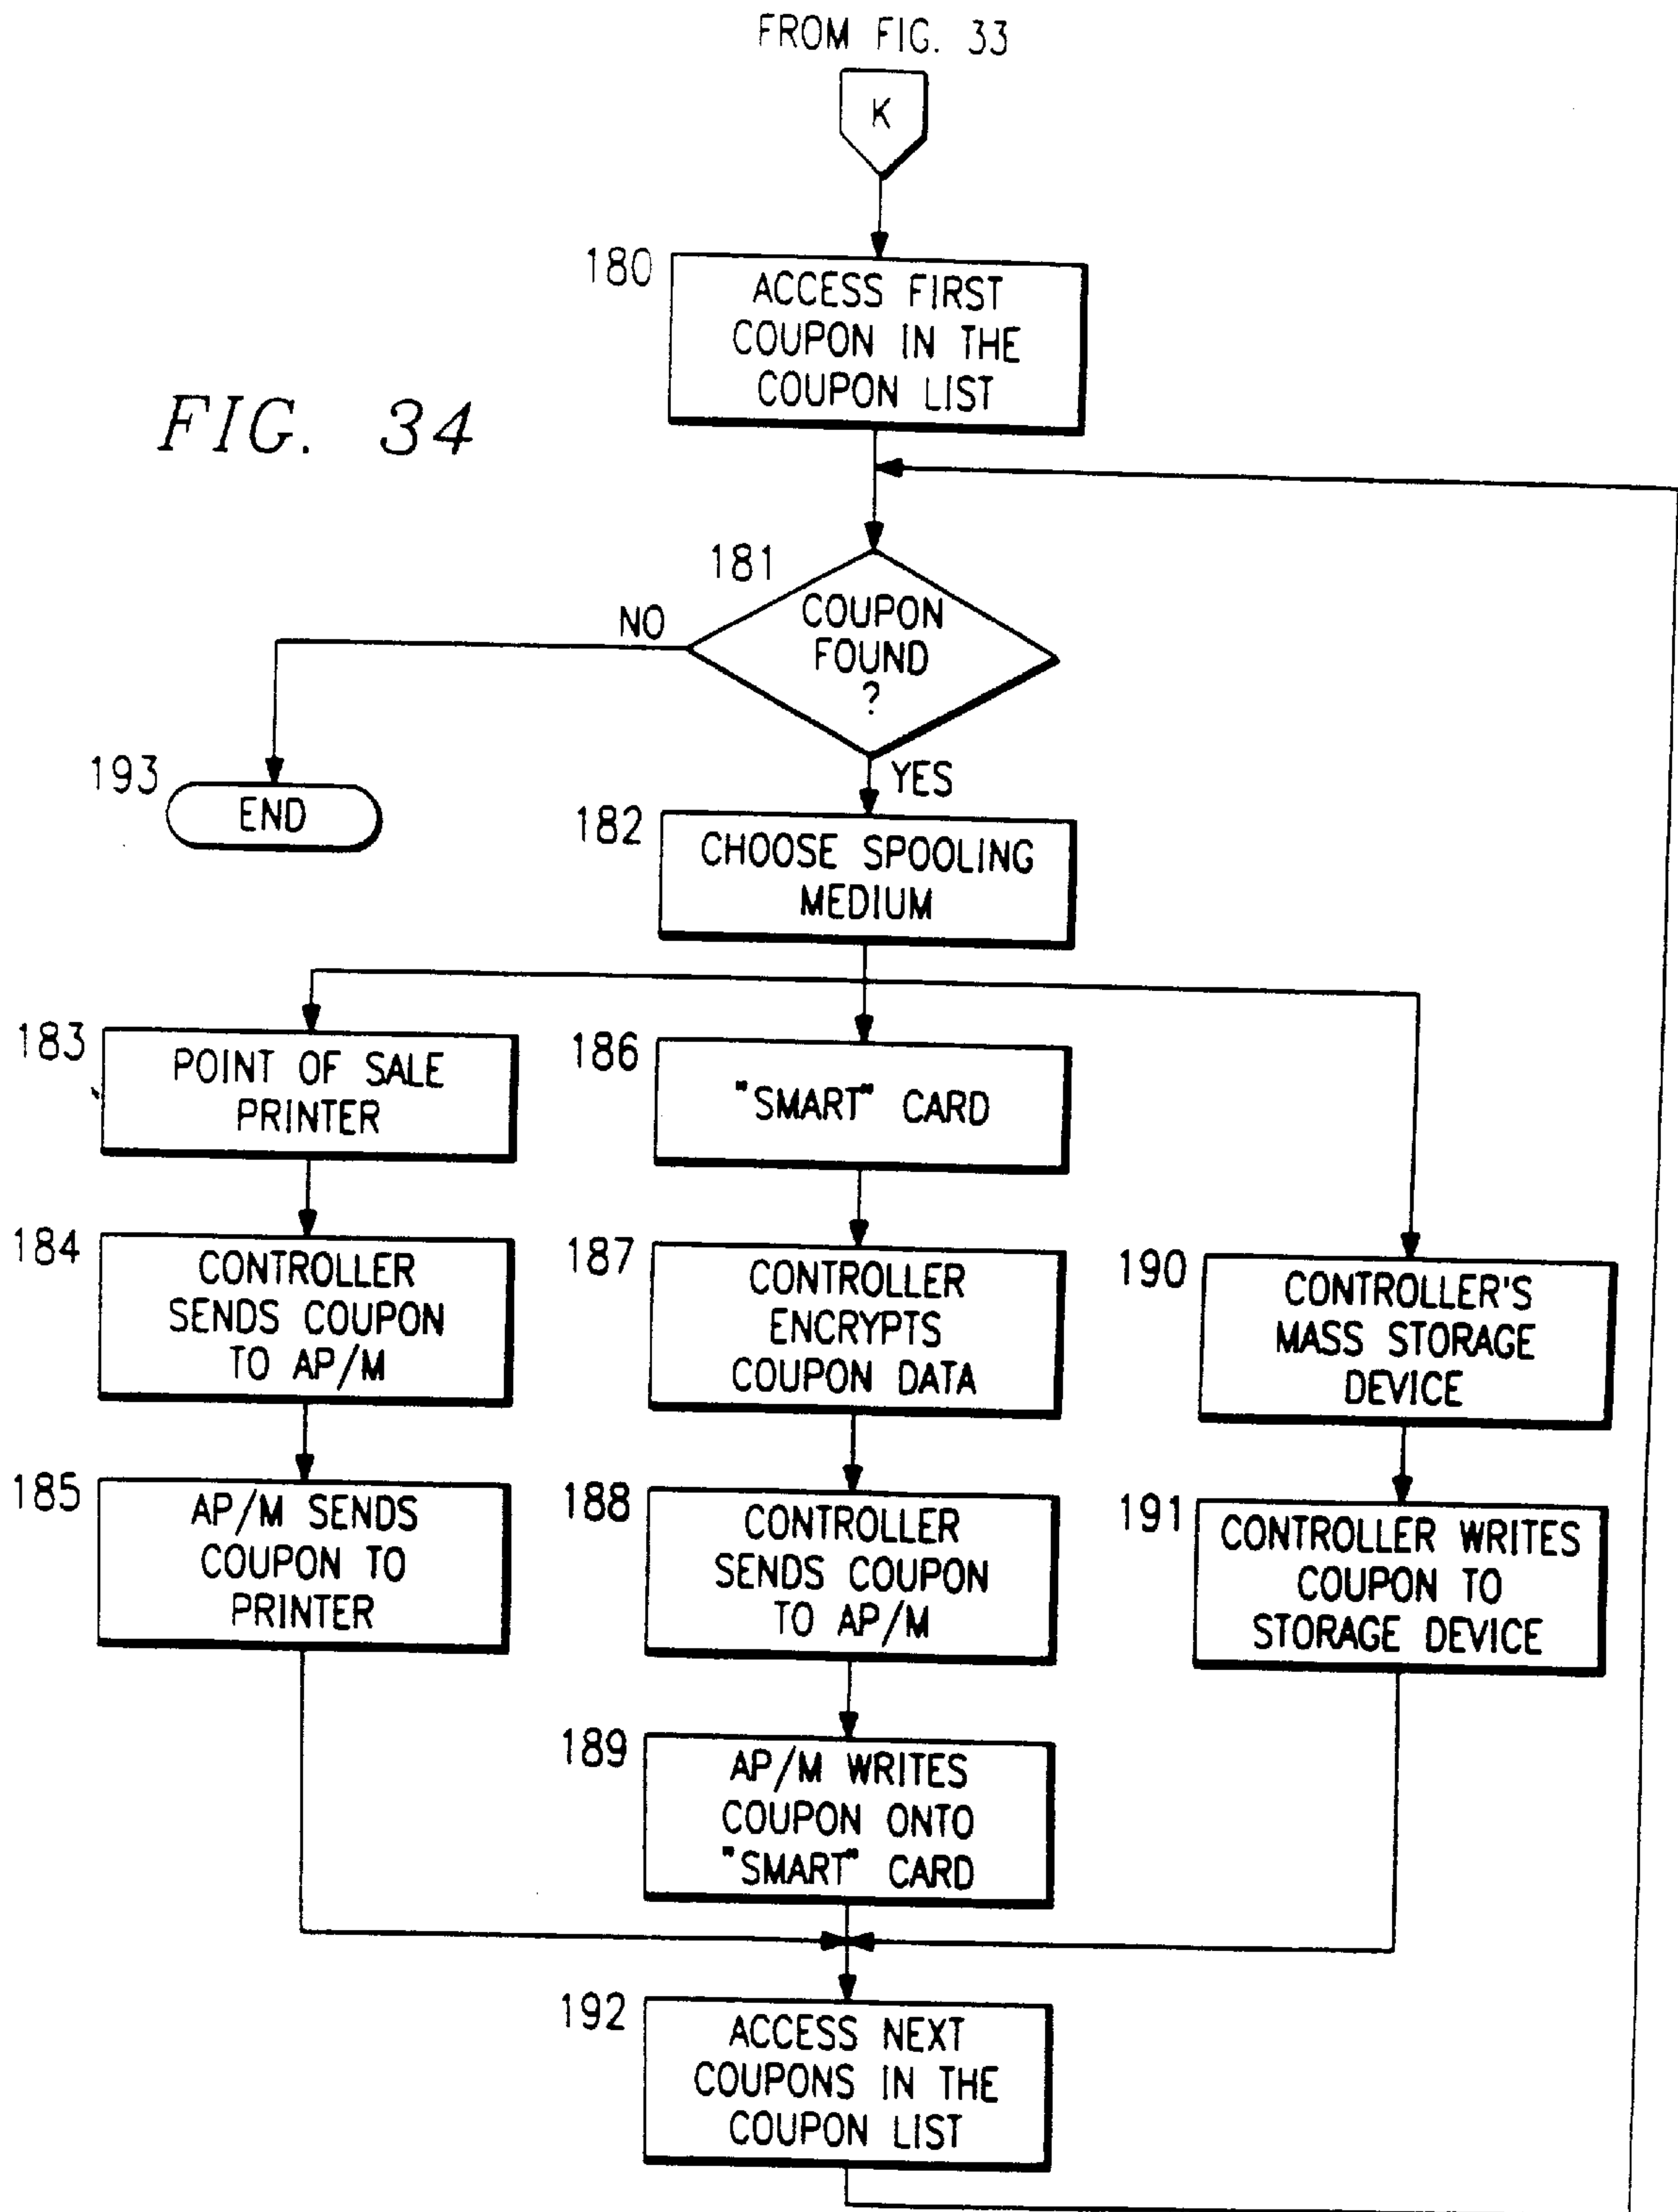 FROM FIG. 33
K
180
ACCESS FIRST
COUPON IN THE
COUPON LIST
FIG. 34
181
COUPON
FOUND
?
NO
YES
193
END
182
CHOOSE SPOOLING
MEDIUM
183
POINT OF SALE
PRINTER
184
CONTROLLER
SENDS COUPON
TO AP/M
185
AP/M SENDS
COUPON TO
PRINTER
186
"SMART" CARD
187
CONTROLLER
ENCRYPTS
COUPON DATA
188
CONTROLLER
SENDS COUPON
TO AP/M
189
AP/M WRITES
COUPON ONTO
"SMART" CARD
190
CONTROLLER'S
MASS STORAGE
DEVICE
191
CONTROLLER WRITES
COUPON TO
STORAGE DEVICE
192
ACCESS NEXT
COUPONS IN THE
COUPON LIST